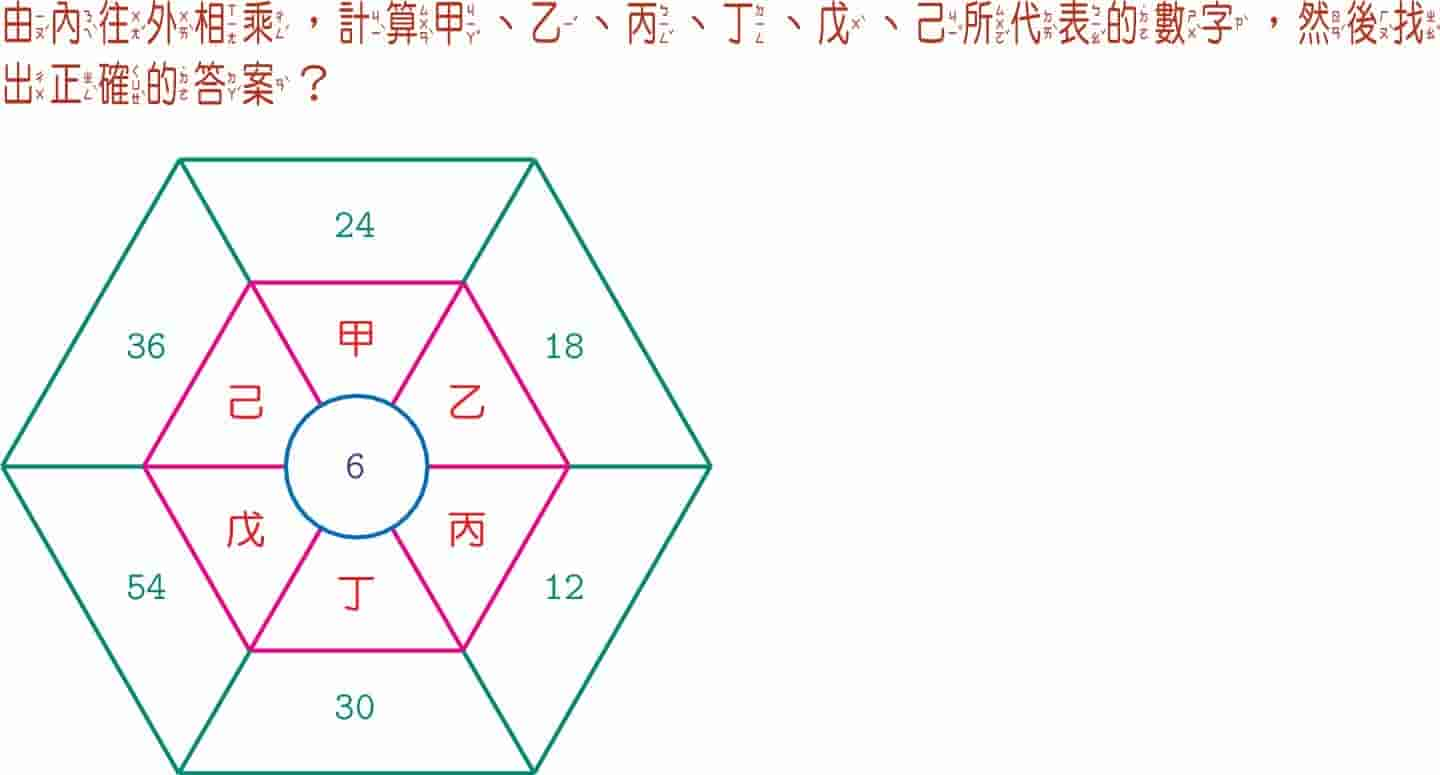 由內往外相乘，計算甲、乙、丙、丁、戊、己所代表的數字，然後找
出正確的答案？
24
36
18
甲
己
乙
6
戊
丙
丁
54
12
30